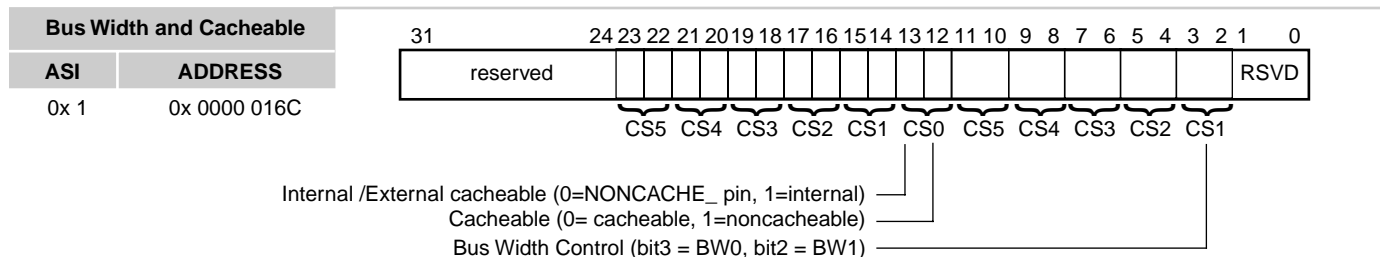 Bus Width and Cacheable
ASI ADDRESS
0x 1 0x 0000 016C
31 24 23 22 21 20 19 18 17 16 15 14 13 12 11 10 9 8 7 6 5 4 3 2 1 0
reserved RSVD
CS5 CS4 CS3 CS2 CS1 CS0 CS5 CS4 CS3 CS2 CS1
Internal /External cacheable (0=NONCACHE_ pin, 1=internal)
Cacheable (0= cacheable, 1=noncacheable)
Bus Width Control (bit3 = BW0, bit2 = BW1)